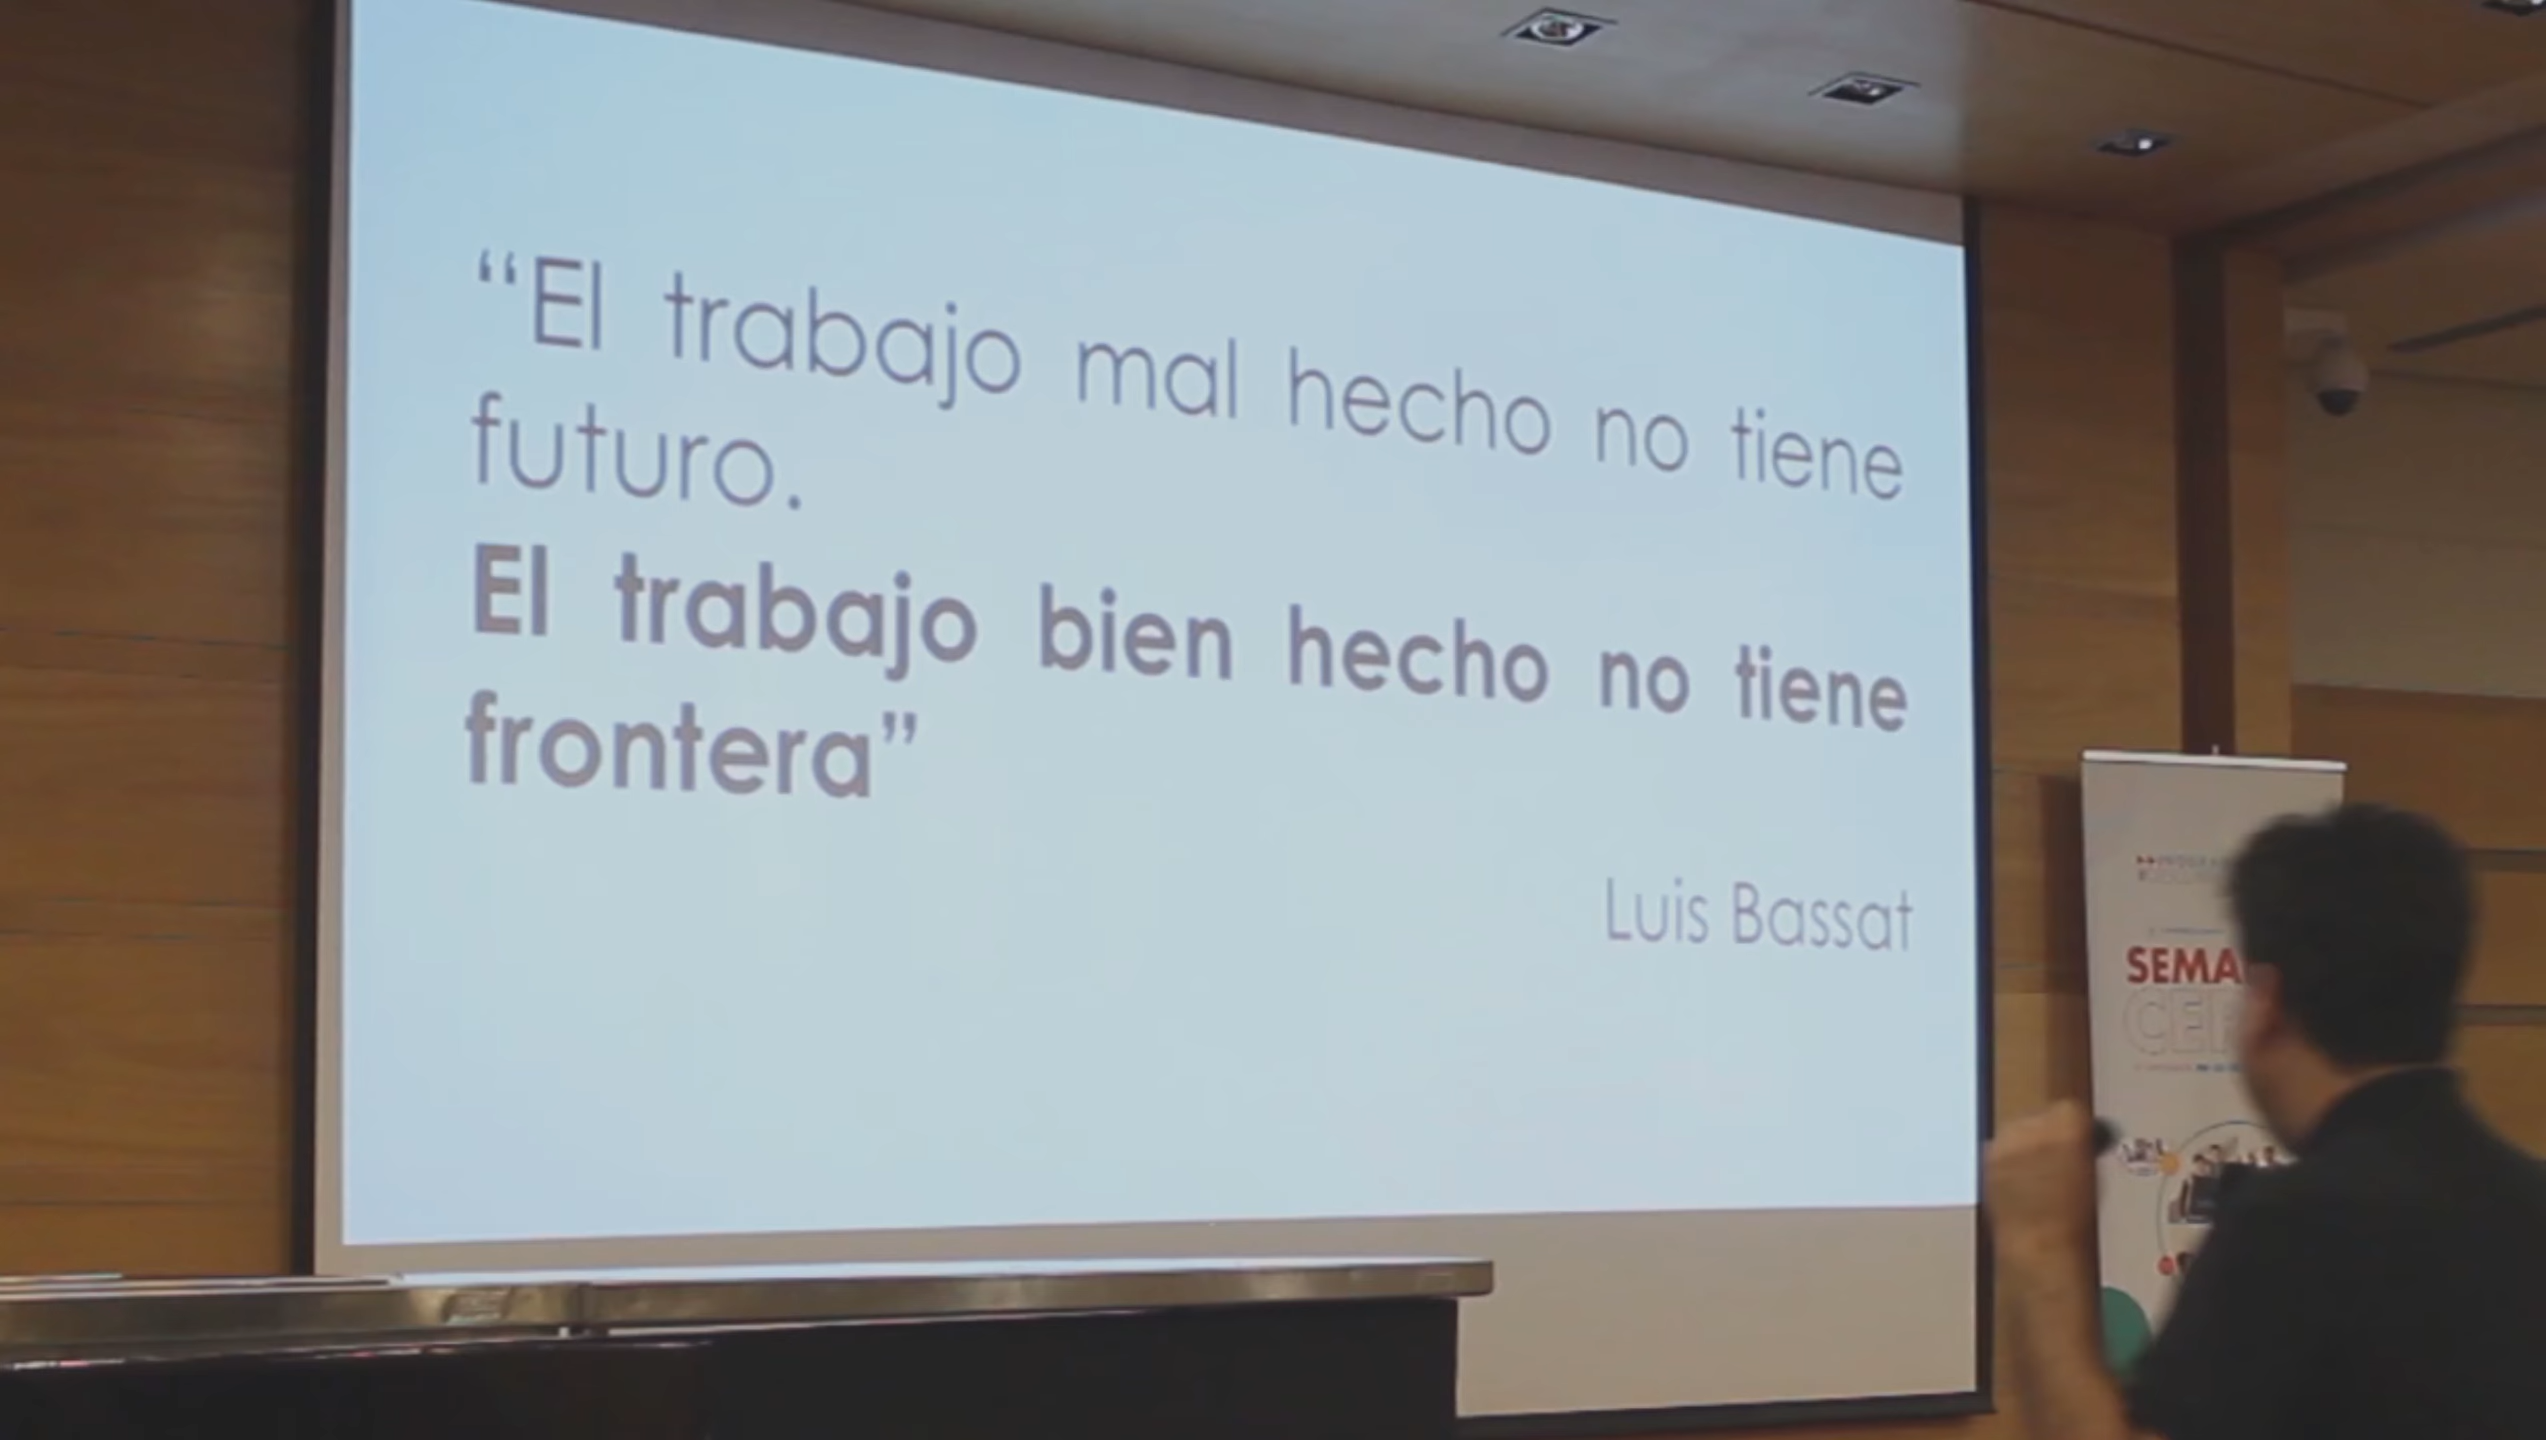 “El trabajo mal hecho no tiene
futuro.
El trabajo bien hecho no tiene
frontera”
Luis Bassat
SEMA